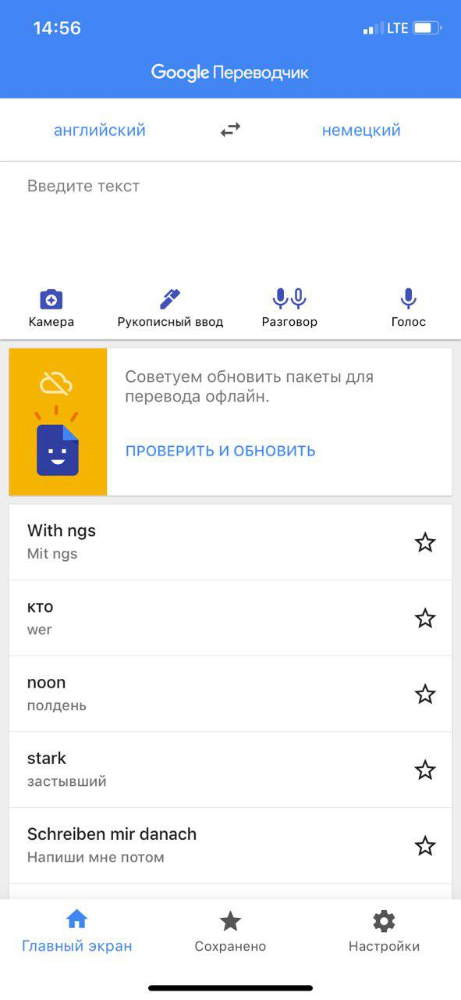 14:56
LTE
Google Переводчик
английский
немецкий
Введите текст
Камера
Рукописный ввод
Разговор
Голос
Советуем обновить пакеты для
перевода офлайн.
ПРОВЕРИТЬ И ОБНОВИТЬ
With ngs
Mit ngs
кто
wer
noon
полдень
stark
застывший
Schreiben mir danach
Напиши мне потом
Главный экран
Сохранено
Настройки